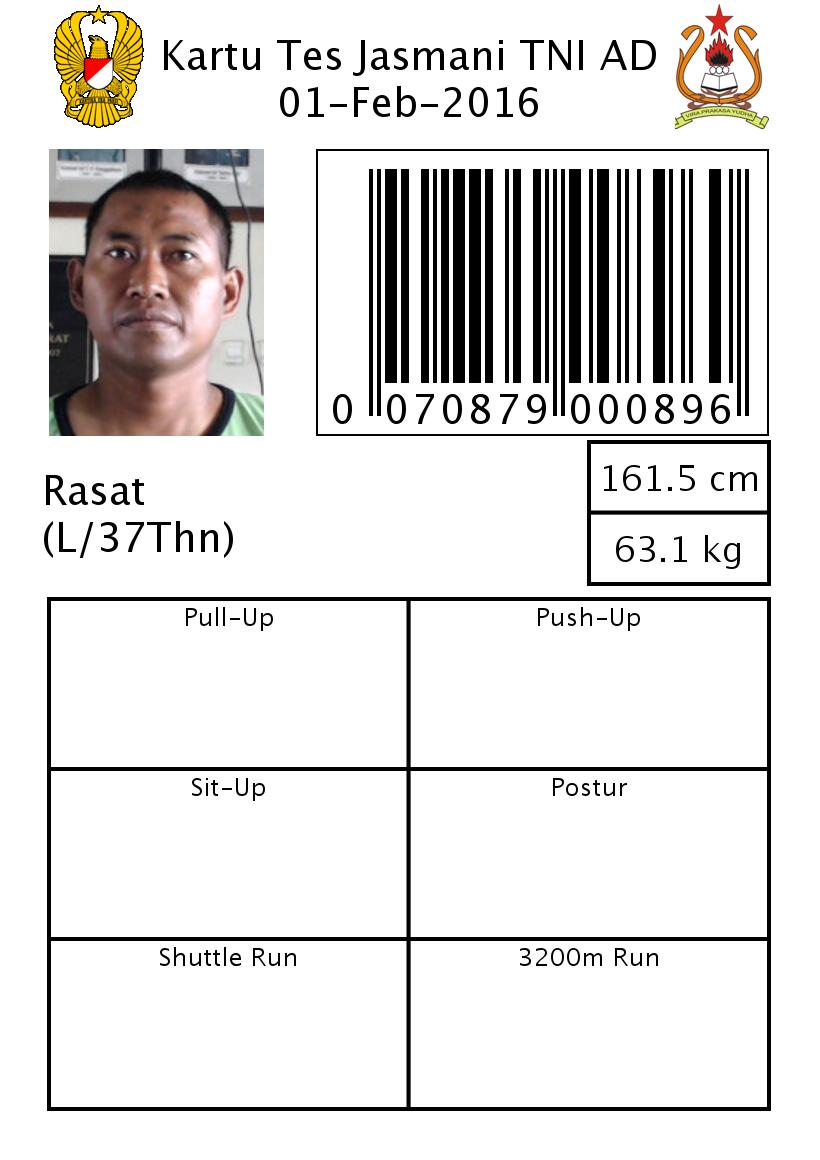 Kartu Tes Jasmani TNI AD
01-Feb-2016
VIRA PRAKASA YUDHA
0 070879 000896
Rasat
(L/37Thn)
161.5 cm
63.1 kg
Pull-Up
Push-Up
Sit-Up
Postur
Shuttle Run
3200m Run